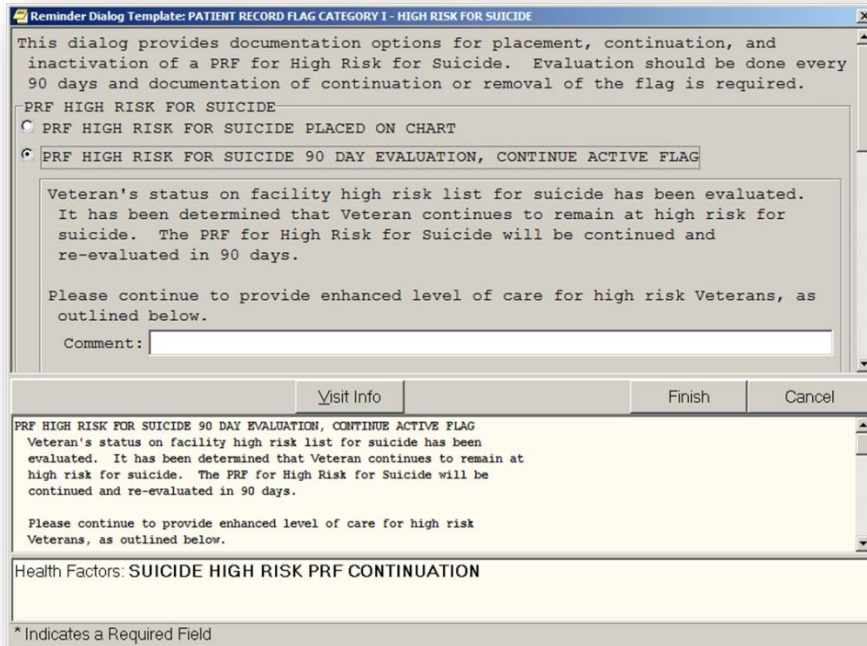 Reminder Dialog Template: PATIENT RECORD FLAG CATEGORY I - HIGH RISK FOR SUICIDE
This dialog provides documentation options for placement, continuation, and
inactivation of a PRF for High Risk for Suicide. Evaluation should be done every
90 days and documentation of continuation or removal of the flag is required.
PRF HIGH RISK FOR SUICIDE
PRF HIGH RISK FOR SUICIDE PLACED ON CHART
PRF HIGH RISK FOR SUICIDE 90 DAY EVALUATION, CONTINUE ACTIVE FLAG
Veteran's status on facility high risk list for suicide has been evaluated.
It has been determined that Veteran continues to remain at high risk for
suicide. The PRF for High Risk for Suicide will be continued and
re-evaluated in 90 days.
Please continue to provide enhanced level of care for high risk Veterans, as
outlined below.
Comment:
Visit Info Finish Cancel
PRF HIGH RISK FOR SUICIDE 90 DAY EVALUATION, CONTINUE ACTIVE FLAG
Veteran's status on facility high risk list for suicide has been
evaluated. It has been determined that Veteran continues to remain at
high risk for suicide. The PRF for High Risk for Suicide will be
continued and re-evaluated in 90 days.
Please continue to provide enhanced level of care for high risk
Veterans, as outlined below.
Health Factors: SUICIDE HIGH RISK PRF CONTINUATION
* Indicates a Required Field